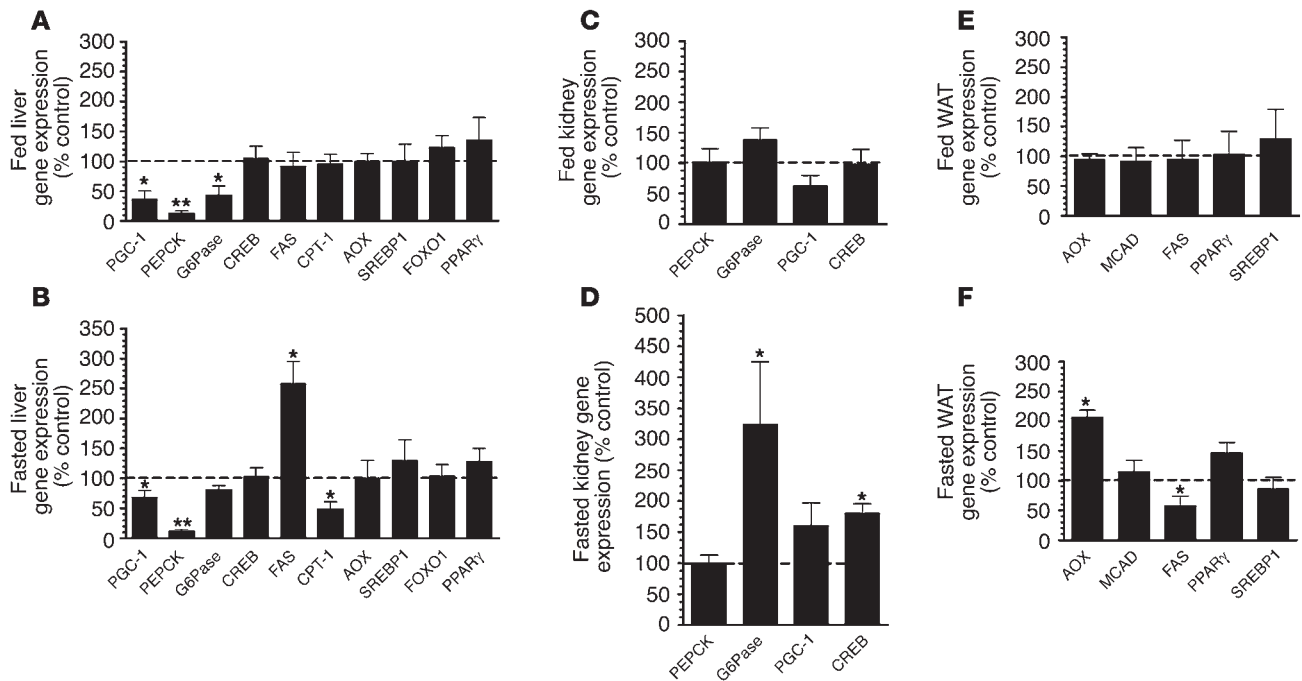 A
Fed liver
gene expression
(% control)
300
250
200
150
100
50
0
*
**
*
PGC-1
PEPCK
G6Pase
CREB
FAS
CPT-1
AOX
SREBP1
FOXO1
PPARγ
B
Fasted liver
gene expression
(% control)
350
300
250
200
150
100
50
0
*
**
*
*
PGC-1
PEPCK
G6Pase
CREB
FAS
CPT-1
AOX
SREBP1
FOXO1
PPARγ
C
Fed kidney
gene expression
(% control)
300
250
200
150
100
50
0
PEPCK
G6Pase
PGC-1
CREB
D
Fasted kidney gene
expression (% control)
500
450
400
350
300
250
200
150
100
50
0
*
*
PEPCK
G6Pase
PGC-1
CREB
E
Fed WAT
gene expression
(% control)
300
250
200
150
100
50
0
AOX
MCAD
FAS
PPARγ
SREBP1
F
Fasted WAT
gene expression
(% control)
300
250
200
150
100
50
0
*
*
AOX
MCAD
FAS
PPARγ
SREBP1